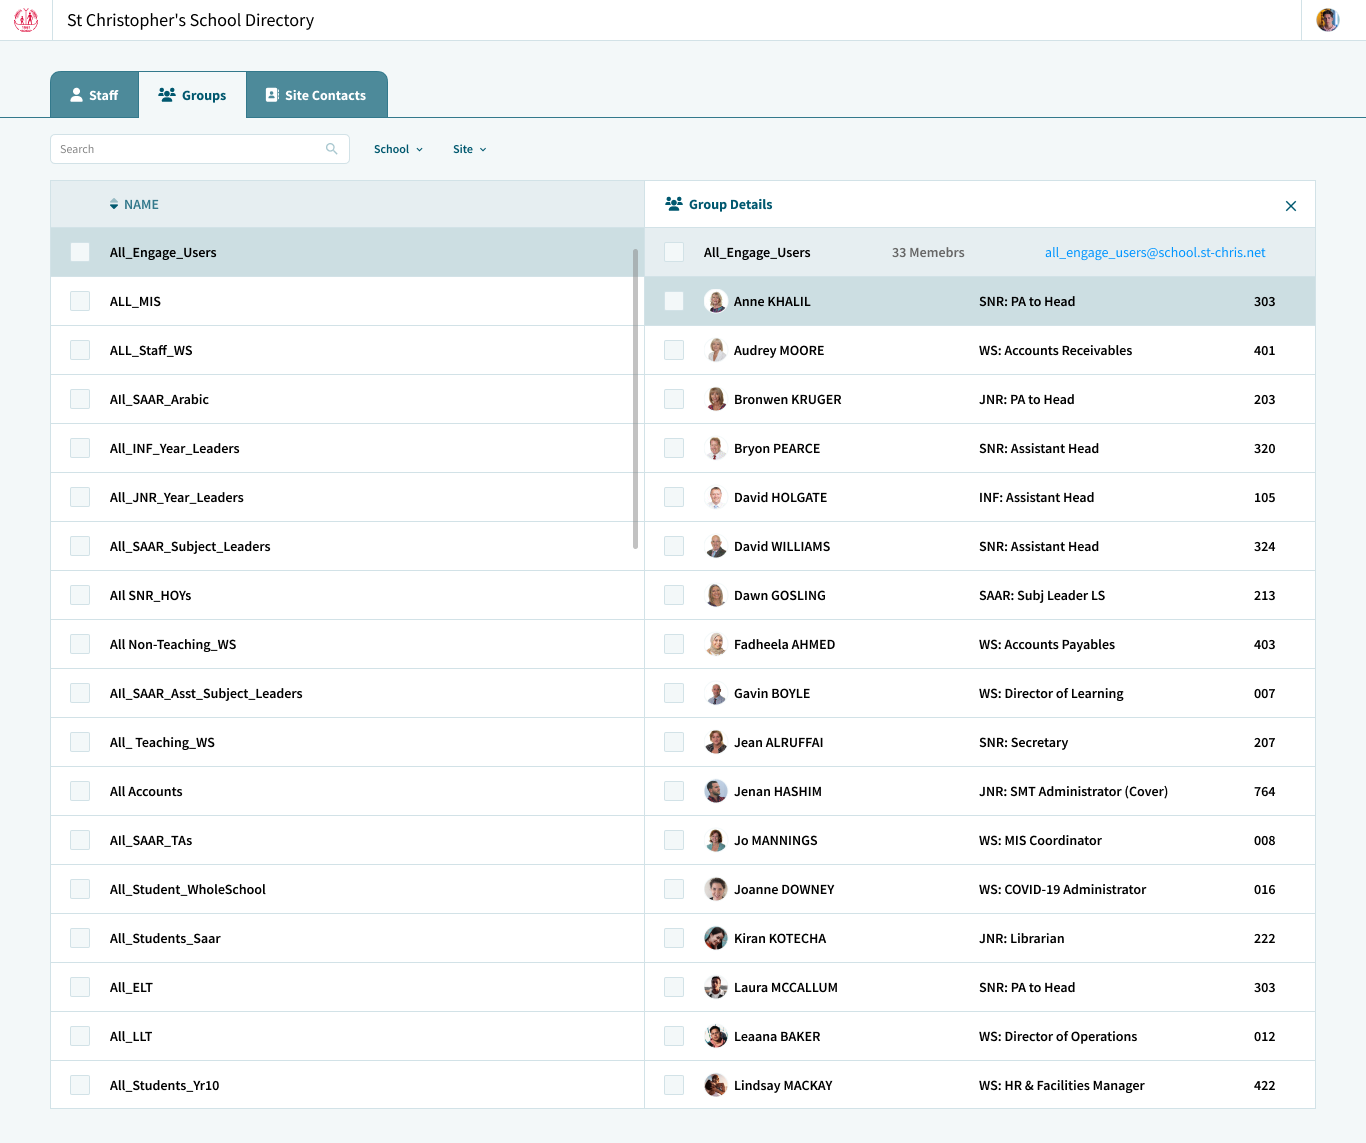 St Christopher's School Directory
Staff
Groups
Site Contacts
Search
School
Site
NAME
Group Details
All_Engage_Users
All_Engage_Users 33 Memebrs all_engage_users@school.st-chris.net
ALL_MIS
Anne KHALIL SNR: PA to Head 303
ALL_Staff_WS
Audrey MOORE WS: Accounts Receivables 401
All_SAAR_Arabic
Bronwen KRUGER JNR: PA to Head 203
All_INF_Year_Leaders
Bryon PEARCE SNR: Assistant Head 320
All_JNR_Year_Leaders
David HOLGATE INF: Assistant Head 105
All_SAAR_Subject_Leaders
David WILLIAMS SNR: Assistant Head 324
All SNR_HOYs
Dawn GOSLING SAAR: Subj Leader LS 213
All Non-Teaching_WS
Fadheela AHMED WS: Accounts Payables 403
All_SAAR_Asst_Subject_Leaders
Gavin BOYLE WS: Director of Learning 007
All_ Teaching_WS
Jean ALRUFFAI SNR: Secretary 207
All Accounts
Jenan HASHIM JNR: SMT Administrator (Cover) 764
All_SAAR_TAs
Jo MANNINGS WS: MIS Coordinator 008
All_Student_WholeSchool
Joanne DOWNEY WS: COVID-19 Administrator 016
All_Students_Saar
Kiran KOTECHA JNR: Librarian 222
All_ELT
Laura MCCALLUM SNR: PA to Head 303
All_LLT
Leaana BAKER WS: Director of Operations 012
All_Students_Yr10
Lindsay MACKAY WS: HR & Facilities Manager 422